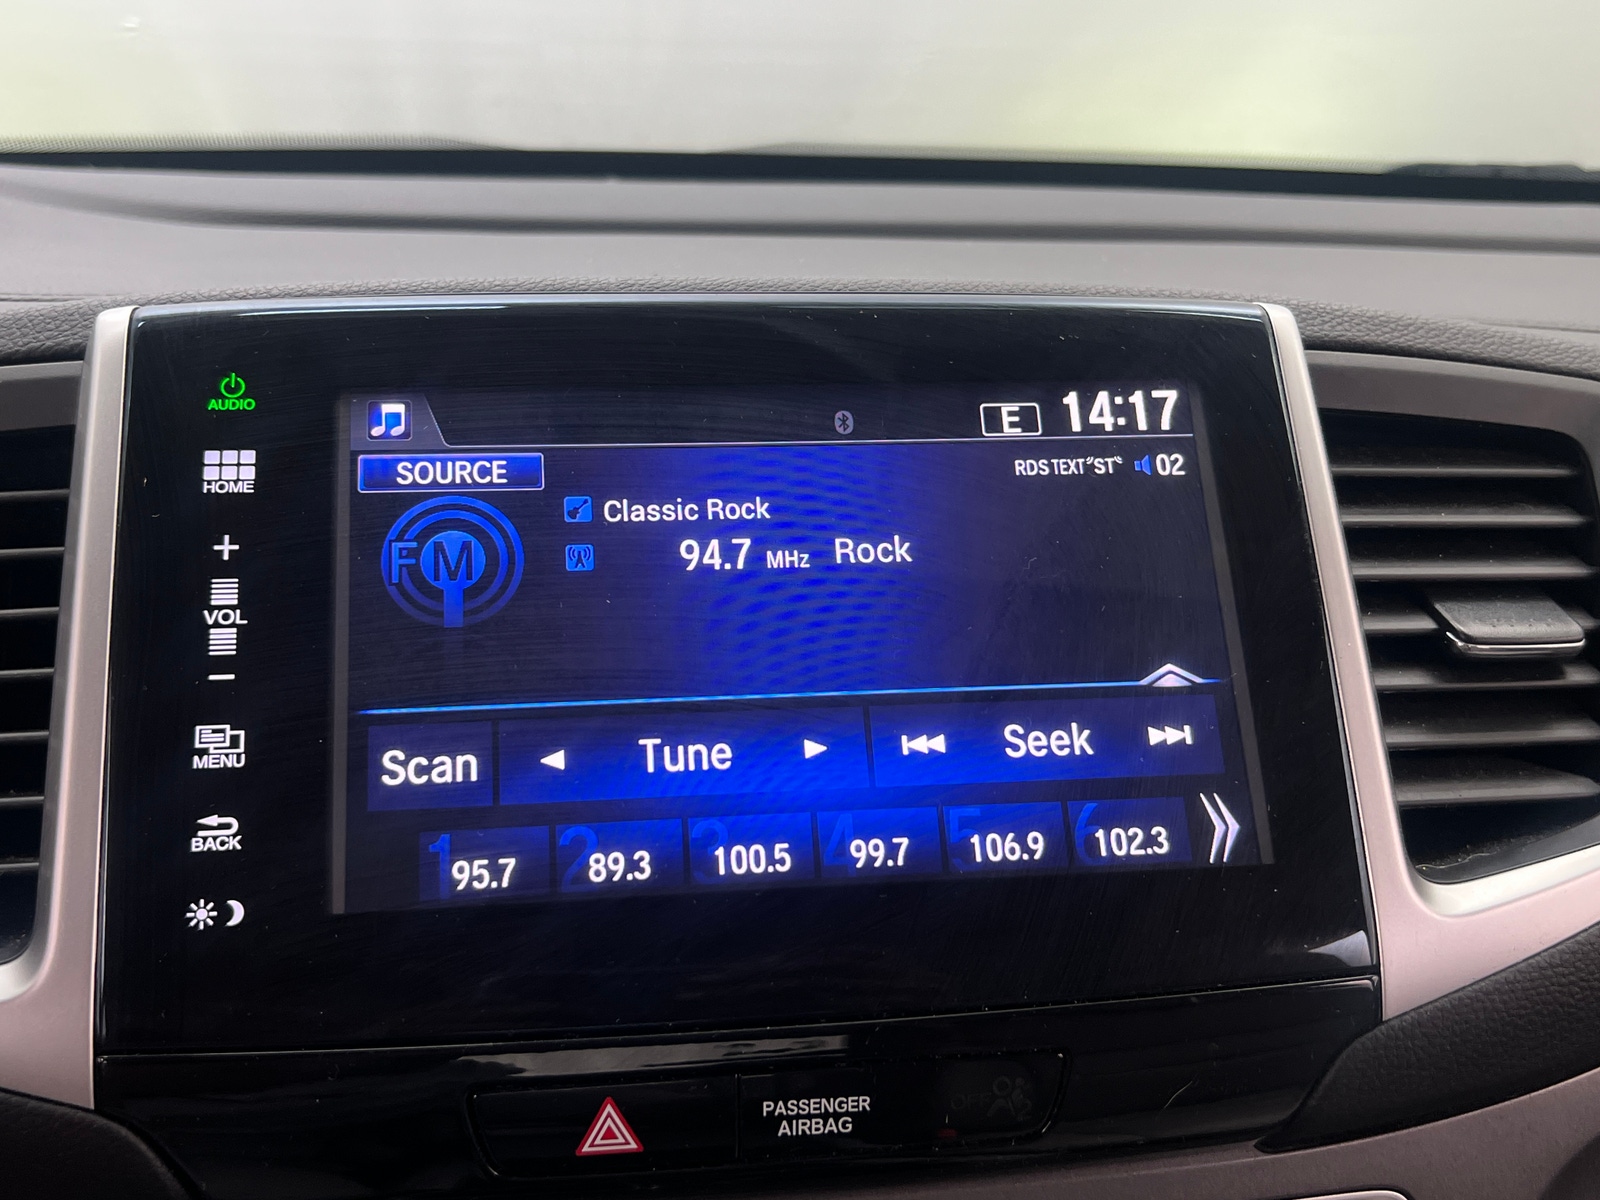 AUDIO
HOME
VOL
MENU
BACK
E 14:17
SOURCE
RDS TEXT "ST" 02
FM
Classic Rock
94.7 MHz Rock
Scan
Tune
Seek
1 95.7
2 89.3
3 100.5
4 99.7
5 106.9
6 102.3
PASSENGER
AIRBAG
OFF